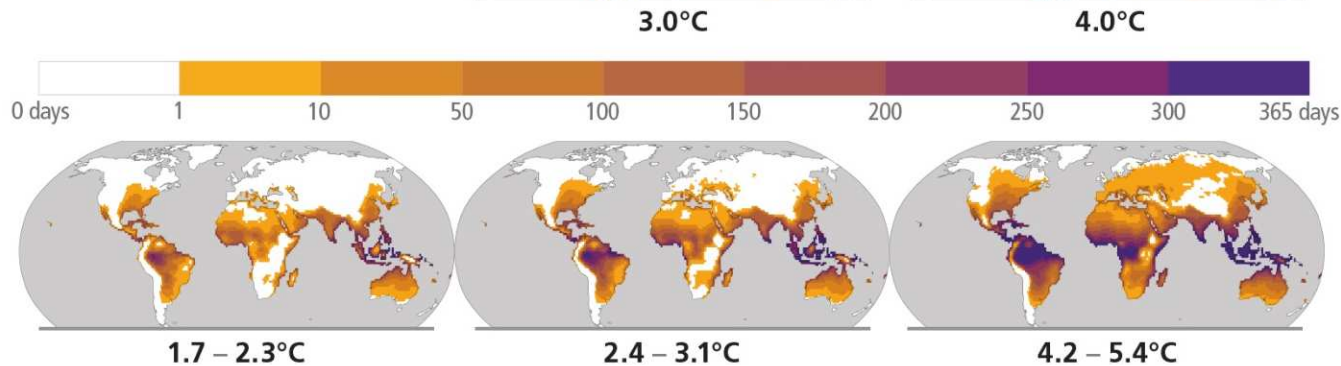 3.0°C 4.0°C
0 days 1 10 50 100 150 200 250 300 365 days
1.7 – 2.3°C 2.4 – 3.1°C 4.2 – 5.4°C